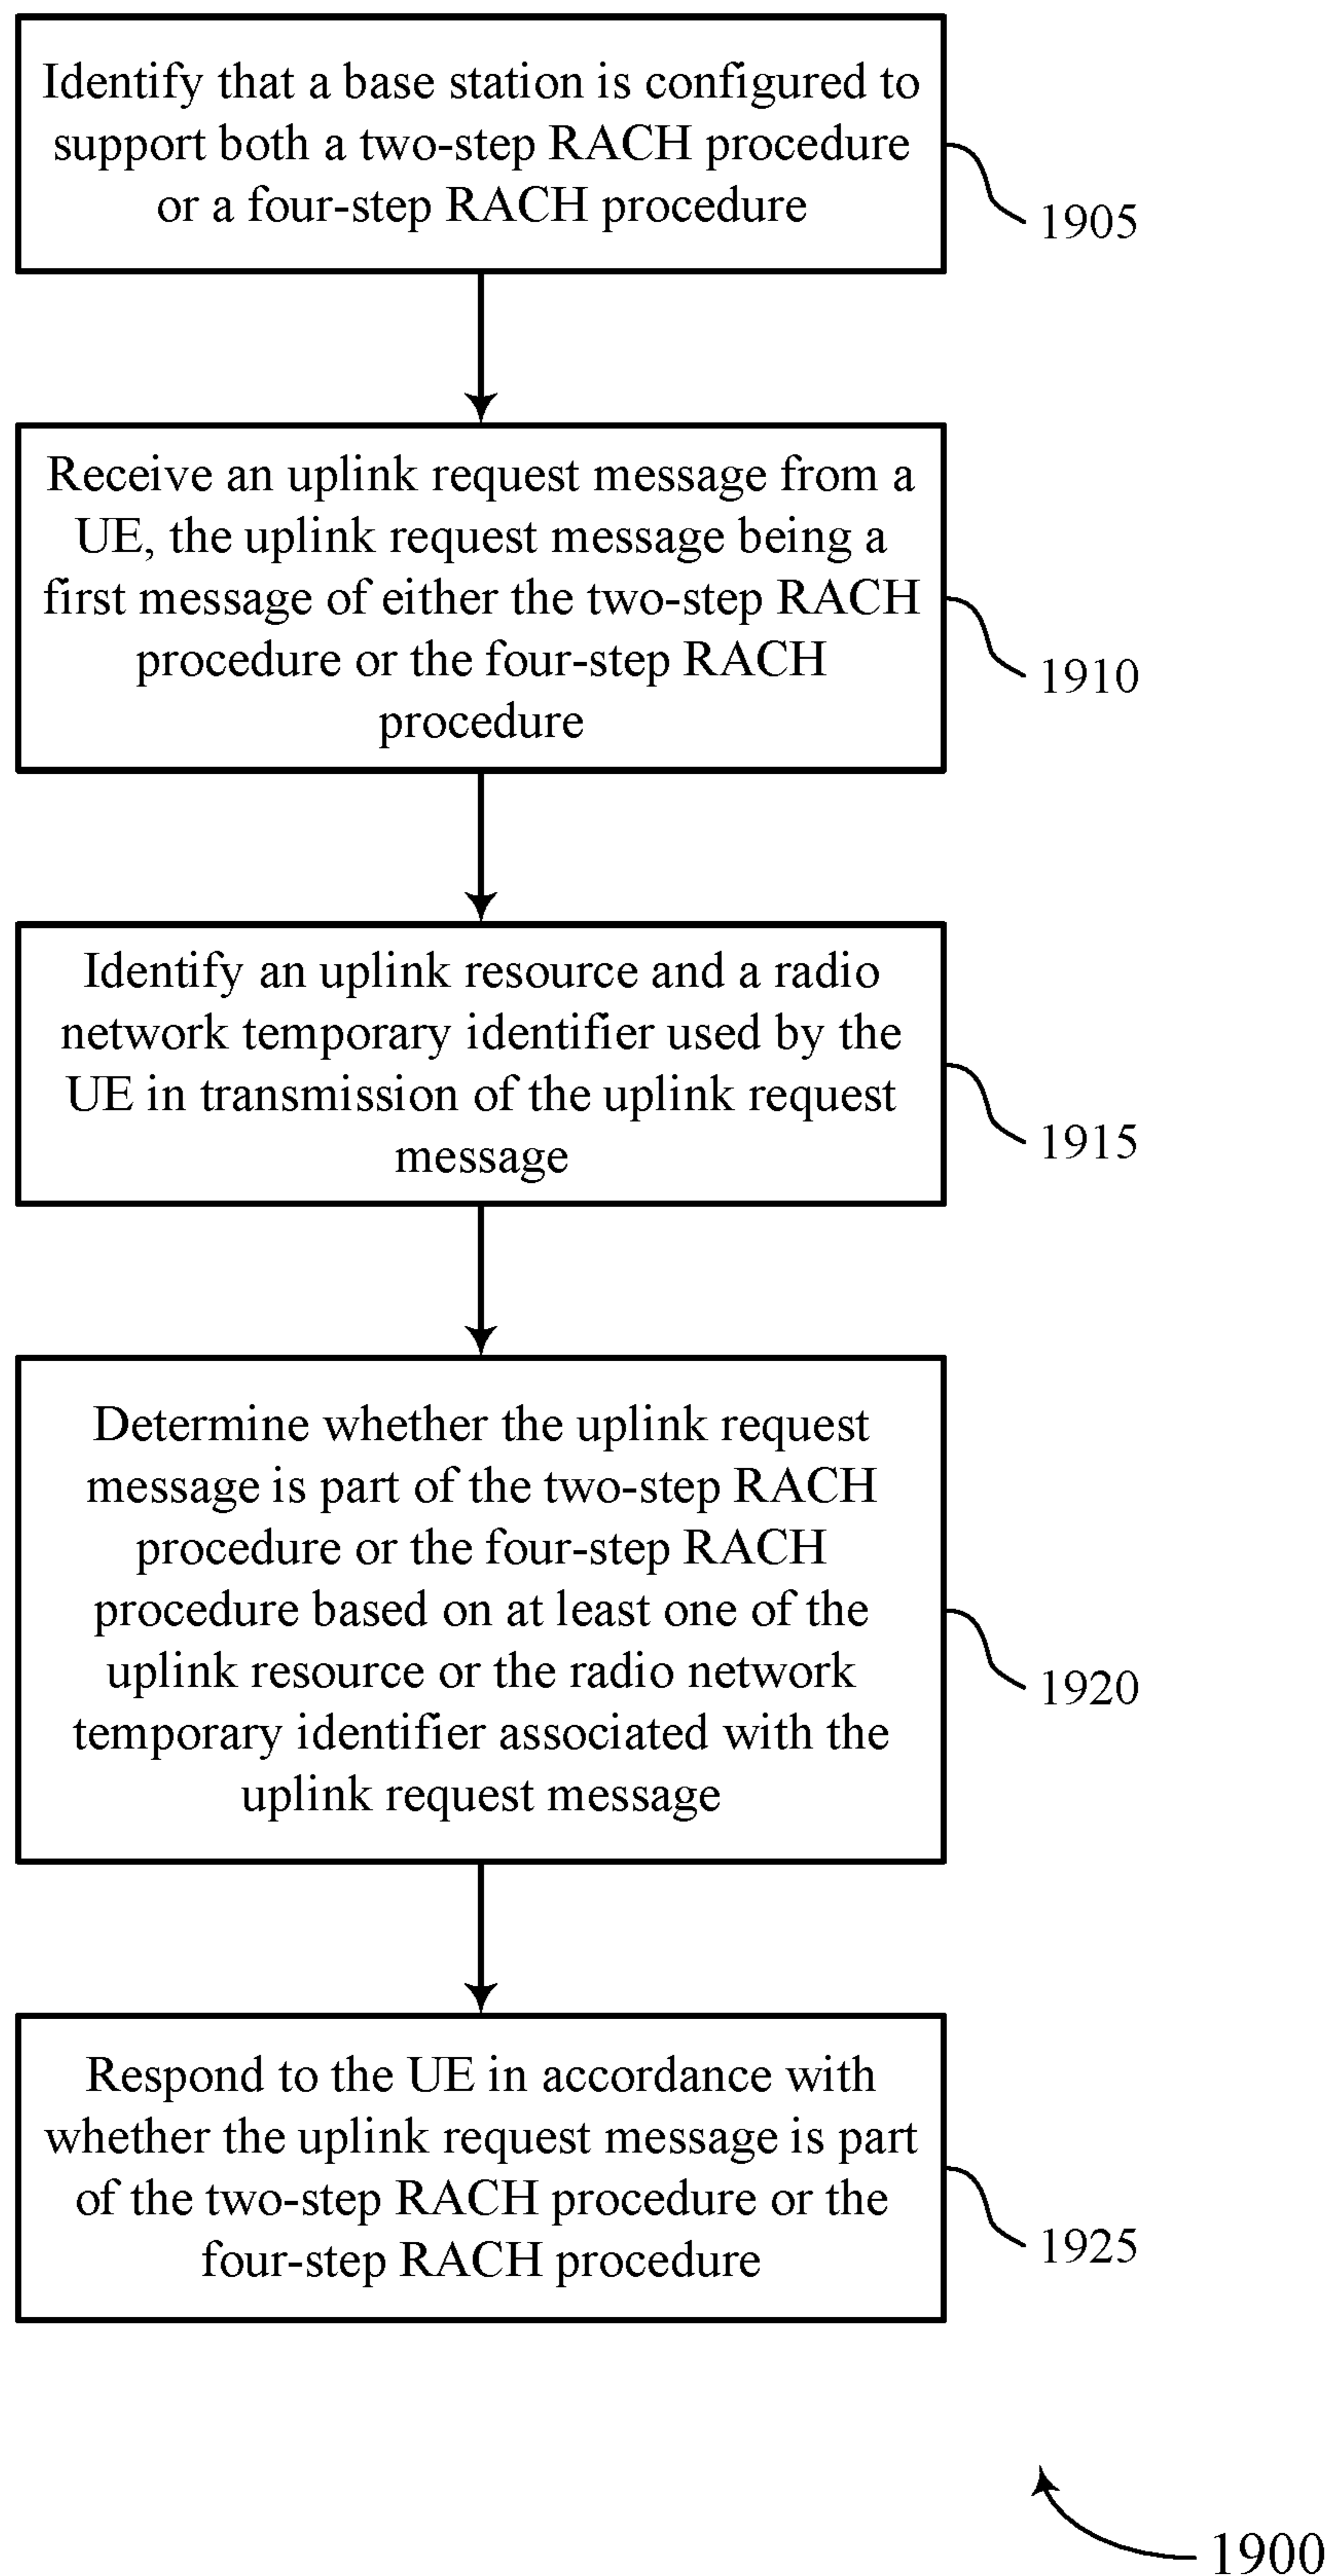 Identify that a base station is configured to
support both a two-step RACH procedure
or a four-step RACH procedure
1905
Receive an uplink request message from a
UE, the uplink request message being a
first message of either the two-step RACH
procedure or the four-step RACH
procedure
1910
Identify an uplink resource and a radio
network temporary identifier used by the
UE in transmission of the uplink request
message
1915
Determine whether the uplink request
message is part of the two-step RACH
procedure or the four-step RACH
procedure based on at least one of the
uplink resource or the radio network
temporary identifier associated with the
uplink request message
1920
Respond to the UE in accordance with
whether the uplink request message is part
of the two-step RACH procedure or the
four-step RACH procedure
1925
1900